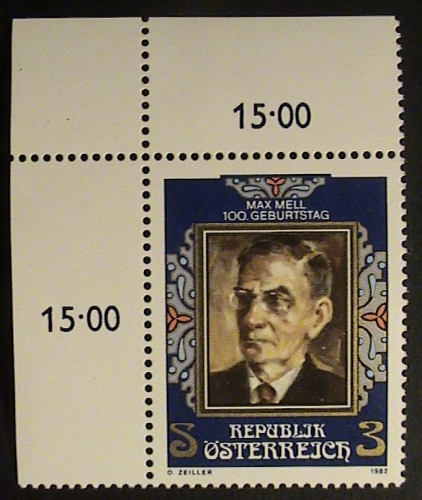 15·00
15·00
MAX MELL
100. GEBURTSTAG
S REPUBLIK ÖSTERREICH 3
O. ZEILLER 1982